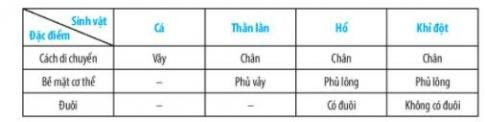 Sinh vật
Đặc điểm
Cá
Thằn lằn
Hổ
Khỉ đột
Cách di chuyển
Vây
Chân
Chân
Chân
Bề mặt cơ thể
–
Phủ vảy
Phủ lông
Phủ lông
Đuôi
–
–
Có đuôi
Không có đuôi